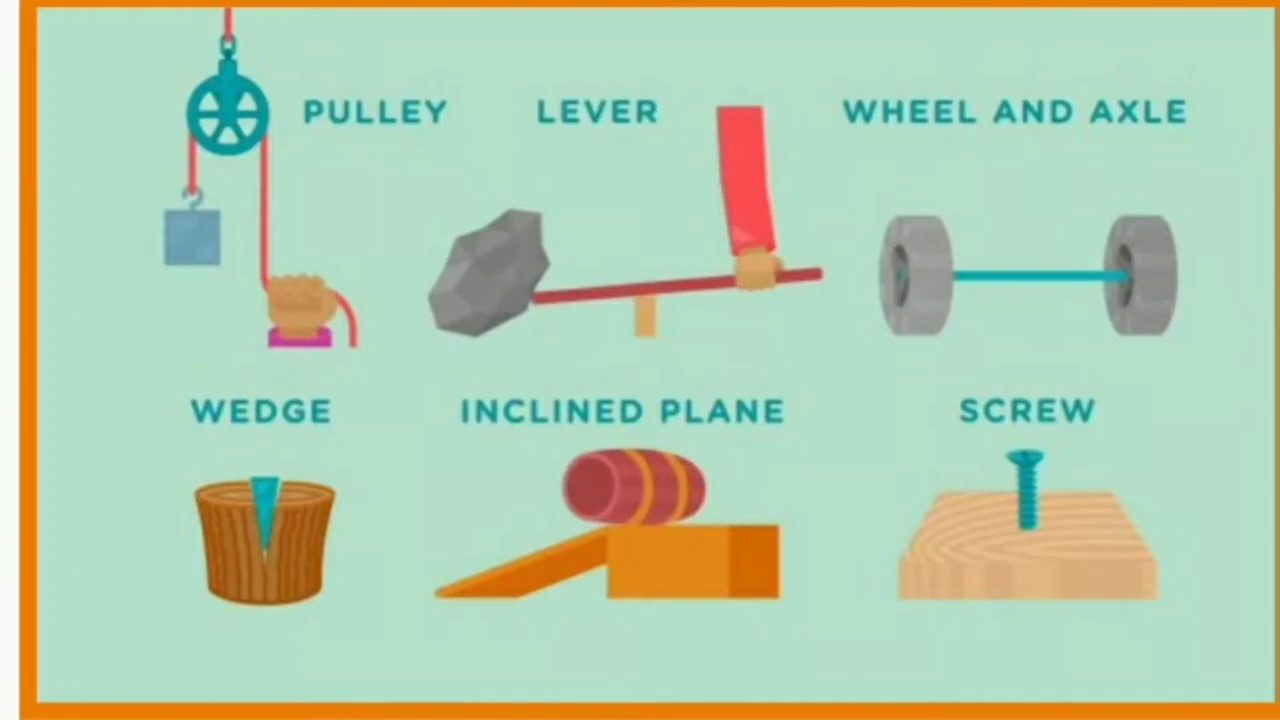 PULLEY
LEVER
WHEEL AND AXLE
WEDGE
INCLINED PLANE
SCREW